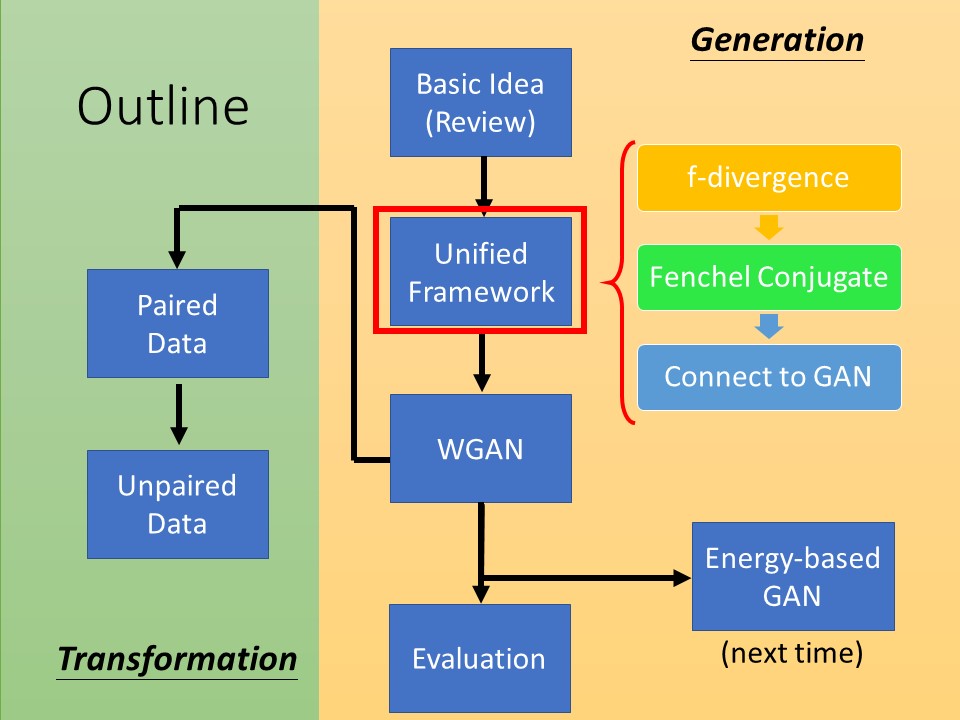 Outline
Generation
Basic Idea
(Review)
Unified
Framework
f-divergence
Fenchel Conjugate
Connect to GAN
WGAN
Paired
Data
Unpaired
Data
Energy-based
GAN
(next time)
Evaluation
Transformation